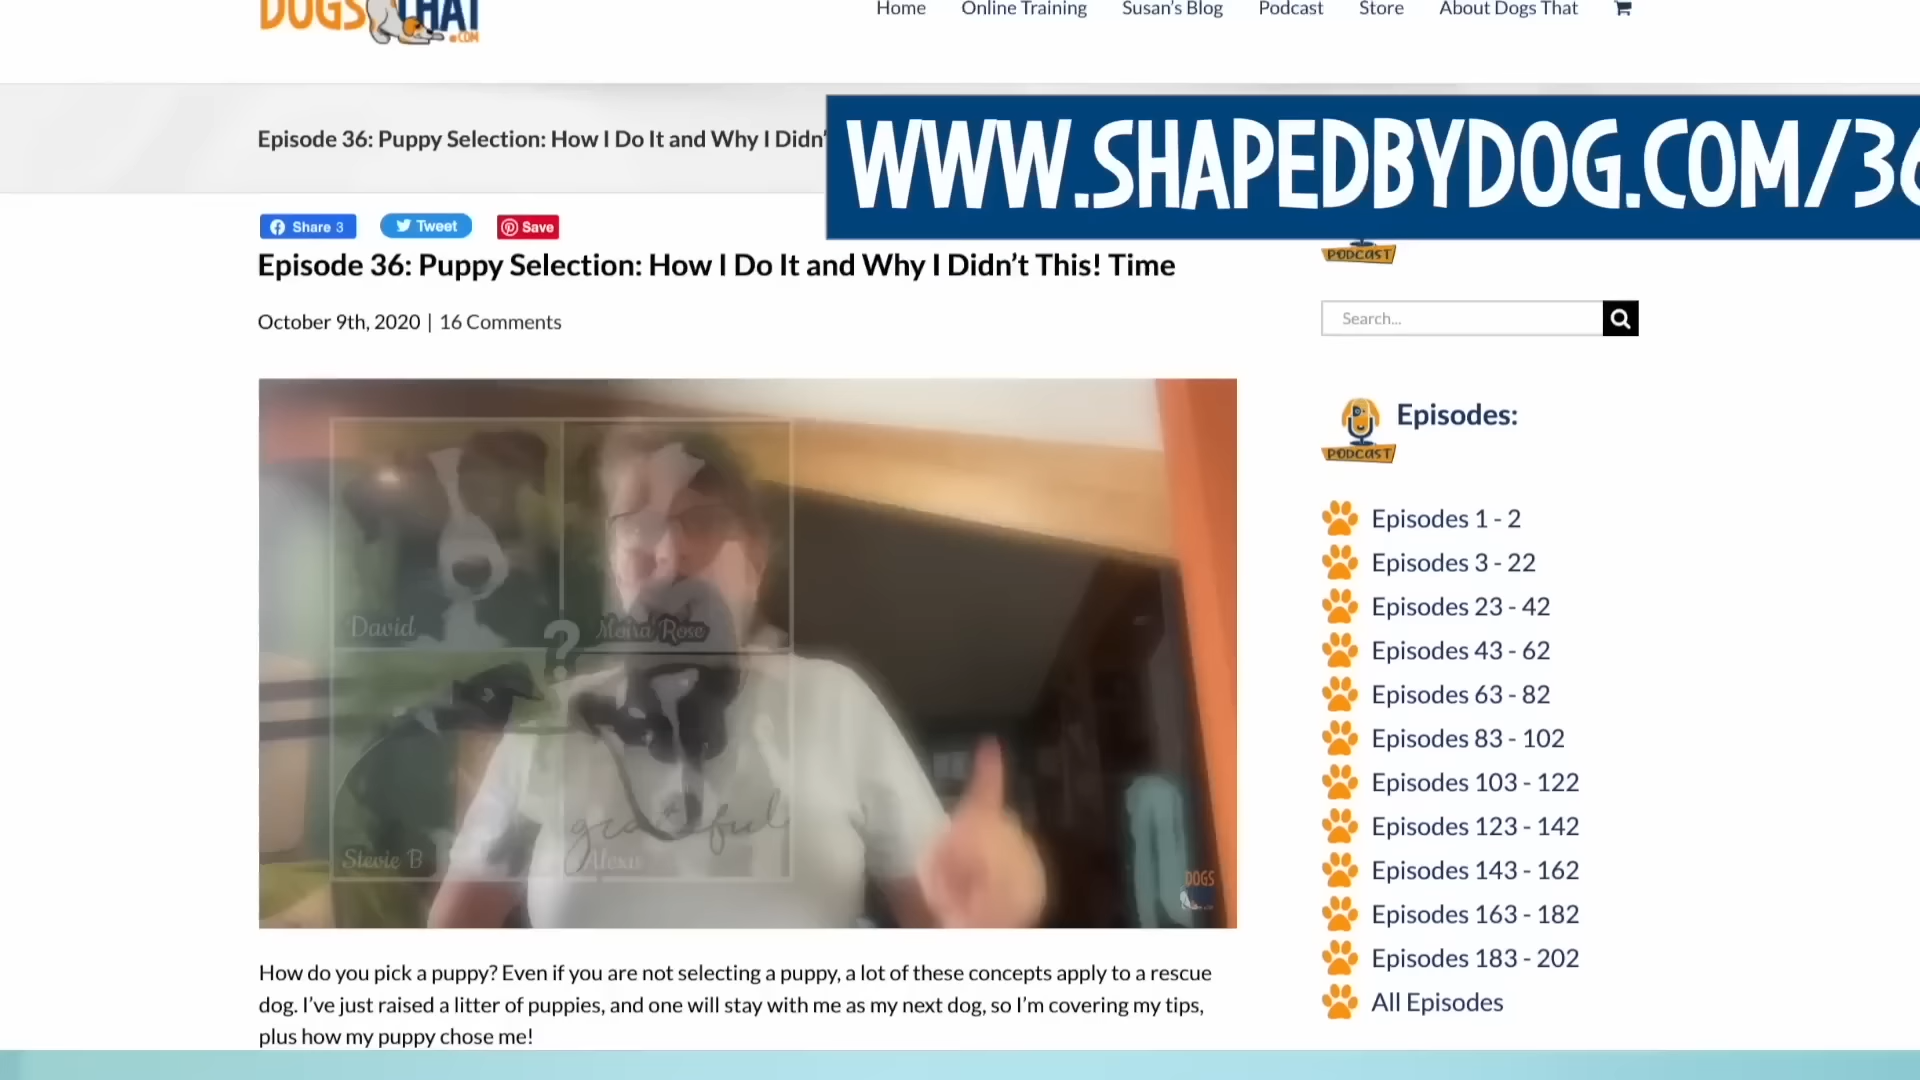 DOGS THAT
.COM
Home Online Training Susan's Blog Podcast Store About Dogs That
Episode 36: Puppy Selection: How I Do It and Why I Didn'
WWW.SHAPEDBYDOG.COM/36
Share 3 Tweet Save
PODCAST
Episode 36: Puppy Selection: How I Do It and Why I Didn't This! Time
October 9th, 2020 | 16 Comments
Search...
PODCAST
Episodes:
David
?
Moira Rose
grateful
Stevie B
Alexis
DOGS
Episodes 1 - 2
Episodes 3 - 22
Episodes 23 - 42
Episodes 43 - 62
Episodes 63 - 82
Episodes 83 - 102
Episodes 103 - 122
Episodes 123 - 142
Episodes 143 - 162
Episodes 163 - 182
Episodes 183 - 202
All Episodes
How do you pick a puppy? Even if you are not selecting a puppy, a lot of these concepts apply to a rescue
dog. I've just raised a litter of puppies, and one will stay with me as my next dog, so I'm covering my tips,
plus how my puppy chose me!